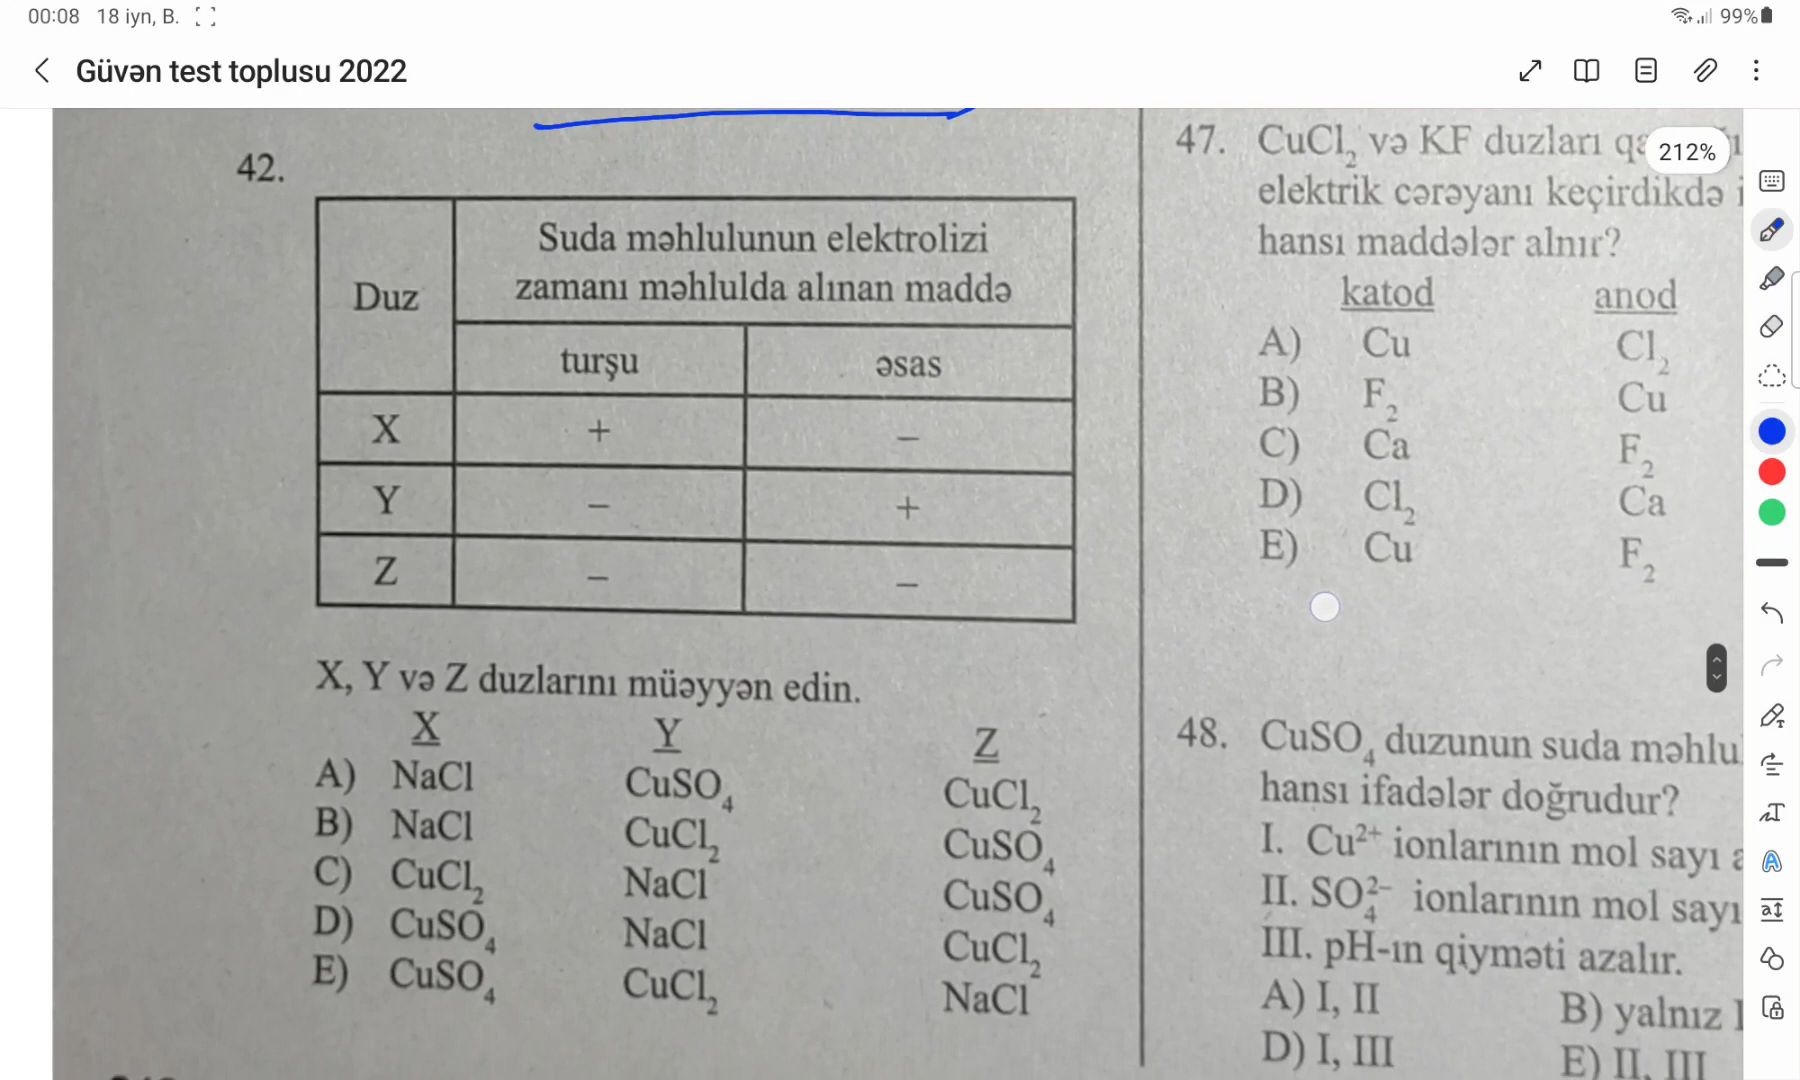 00:08 18 iyn, B. 99%
Güvən test toplusu 2022
212%
42.
Duz
Suda məhlulunun elektrolizi
zamanı məhlulda alınan maddə
turşu əsas
X + –
Y – +
Z – –
X, Y və Z duzlarını müəyyən edin.
X Y Z
A) NaCl CuSO₄ CuCl₂
B) NaCl CuCl₂ CuSO₄
C) CuCl₂ NaCl CuSO₄
D) CuSO₄ NaCl CuCl₂
E) CuSO₄ CuCl₂ NaCl
47. CuCl₂ və KF duzları
elektrik cərəyanı keçirdikdə
hansı maddələr alnır?
katod anod
A) Cu Cl₂
B) F₂ Cu
C) Ca F₂
D) Cl₂ Ca
E) Cu F₂
48. CuSO₄ duzunun suda məhlu
hansı ifadələr doğrudur?
I. Cu²⁺ ionlarının mol sayı
II. SO₄²⁻ ionlarının mol sayı
III. pH-ın qiyməti azalır.
A) I, II B) yalnız
D) I, III E) II, III